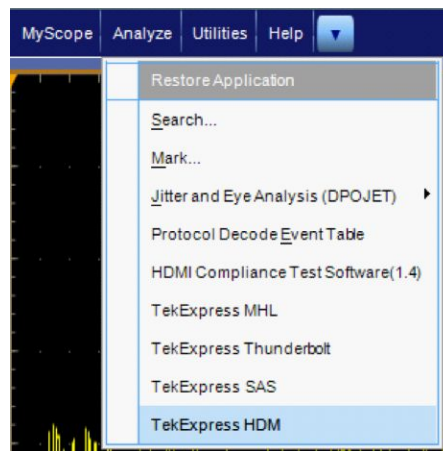 MyScope Analyze Utilities Help
Restore Application
Search...
Mark...
Jitter and Eye Analysis (DPOJET)
Protocol Decode Event Table
HDMI Compliance Test Software(1.4)
TekExpress MHL
TekExpress Thunderbolt
TekExpress SAS
TekExpress HDM